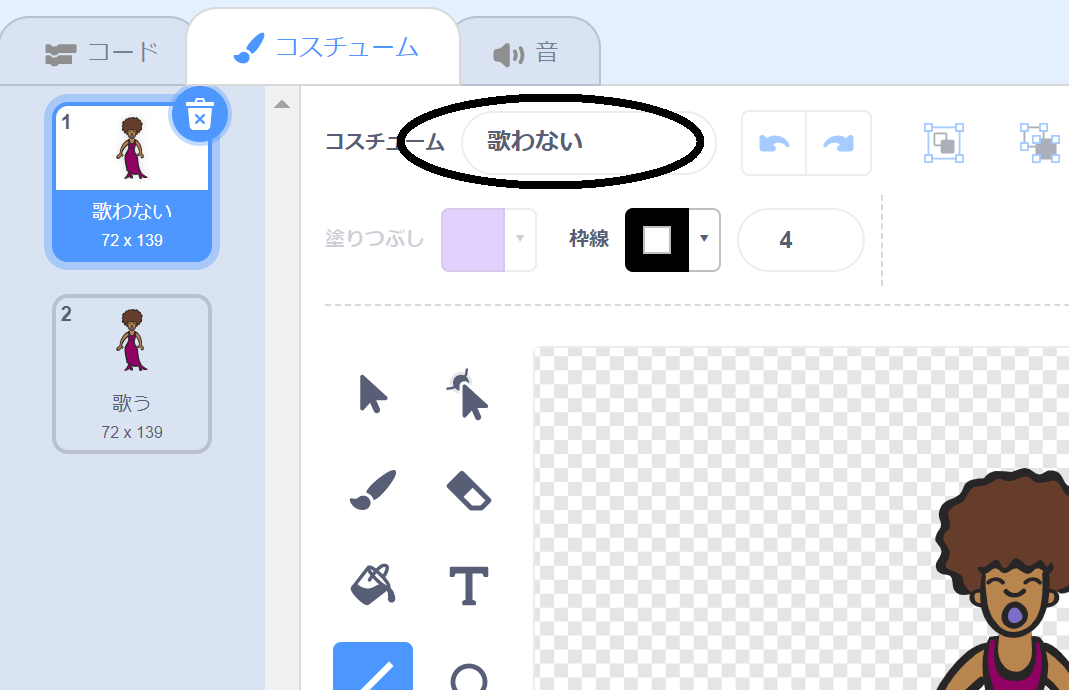 コード
コスチューム
音
1
歌わない
72 x 139
2
歌う
72 x 139
コスチューム
歌わない
塗りつぶし
枠線
4
T